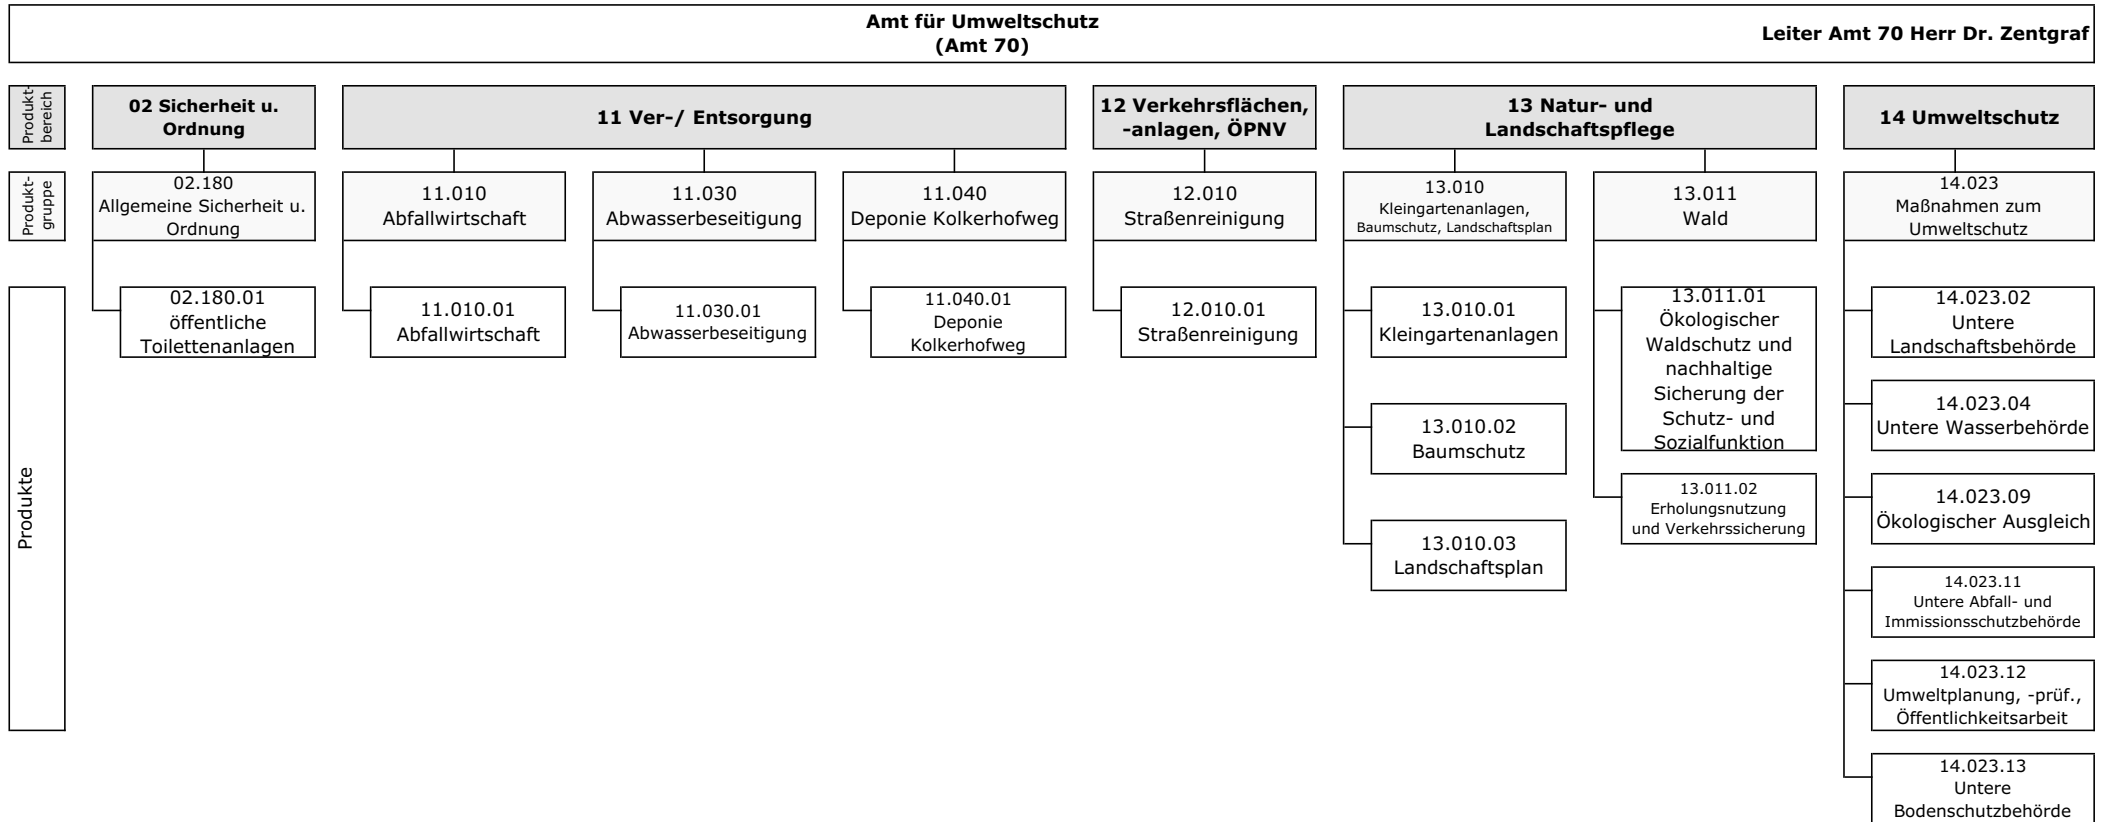 Amt für Umweltschutz
(Amt 70)
Leiter Amt 70 Herr Dr. Zentgraf
Produkt-
bereich
02 Sicherheit u.
Ordnung
11 Ver-/ Entsorgung
12 Verkehrsflächen,
-anlagen, ÖPNV
13 Natur- und
Landschaftspflege
14 Umweltschutz
Produkt-
gruppe
02.180
Allgemeine Sicherheit u.
Ordnung
11.010
Abfallwirtschaft
11.030
Abwasserbeseitigung
11.040
Deponie Kolkerhofweg
12.010
Straßenreinigung
13.010
Kleingartenanlagen,
Baumschutz, Landschaftsplan
13.011
Wald
14.023
Maßnahmen zum
Umweltschutz
Produkte
02.180.01
öffentliche
Toilettenanlagen
11.010.01
Abfallwirtschaft
11.030.01
Abwasserbeseitigung
11.040.01
Deponie
Kolkerhofweg
12.010.01
Straßenreinigung
13.010.01
Kleingartenanlagen
13.010.02
Baumschutz
13.010.03
Landschaftsplan
13.011.01
Ökologischer
Waldschutz und
nachhaltige
Sicherung der
Schutz- und
Sozialfunktion
13.011.02
Erholungsnutzung
und Verkehrssicherung
14.023.02
Untere
Landschaftsbehörde
14.023.04
Untere Wasserbehörde
14.023.09
Ökologischer Ausgleich
14.023.11
Untere Abfall- und
Immissionsschutzbehörde
14.023.12
Umweltplanung, -prüf.,
Öffentlichkeitsarbeit
14.023.13
Untere
Bodenschutzbehörde